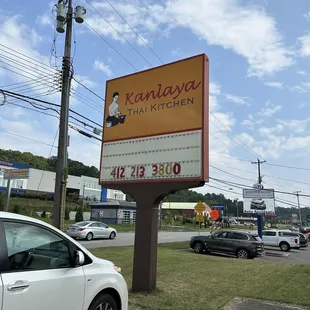 Kanlaya
THAI KITCHEN
412 213 3800